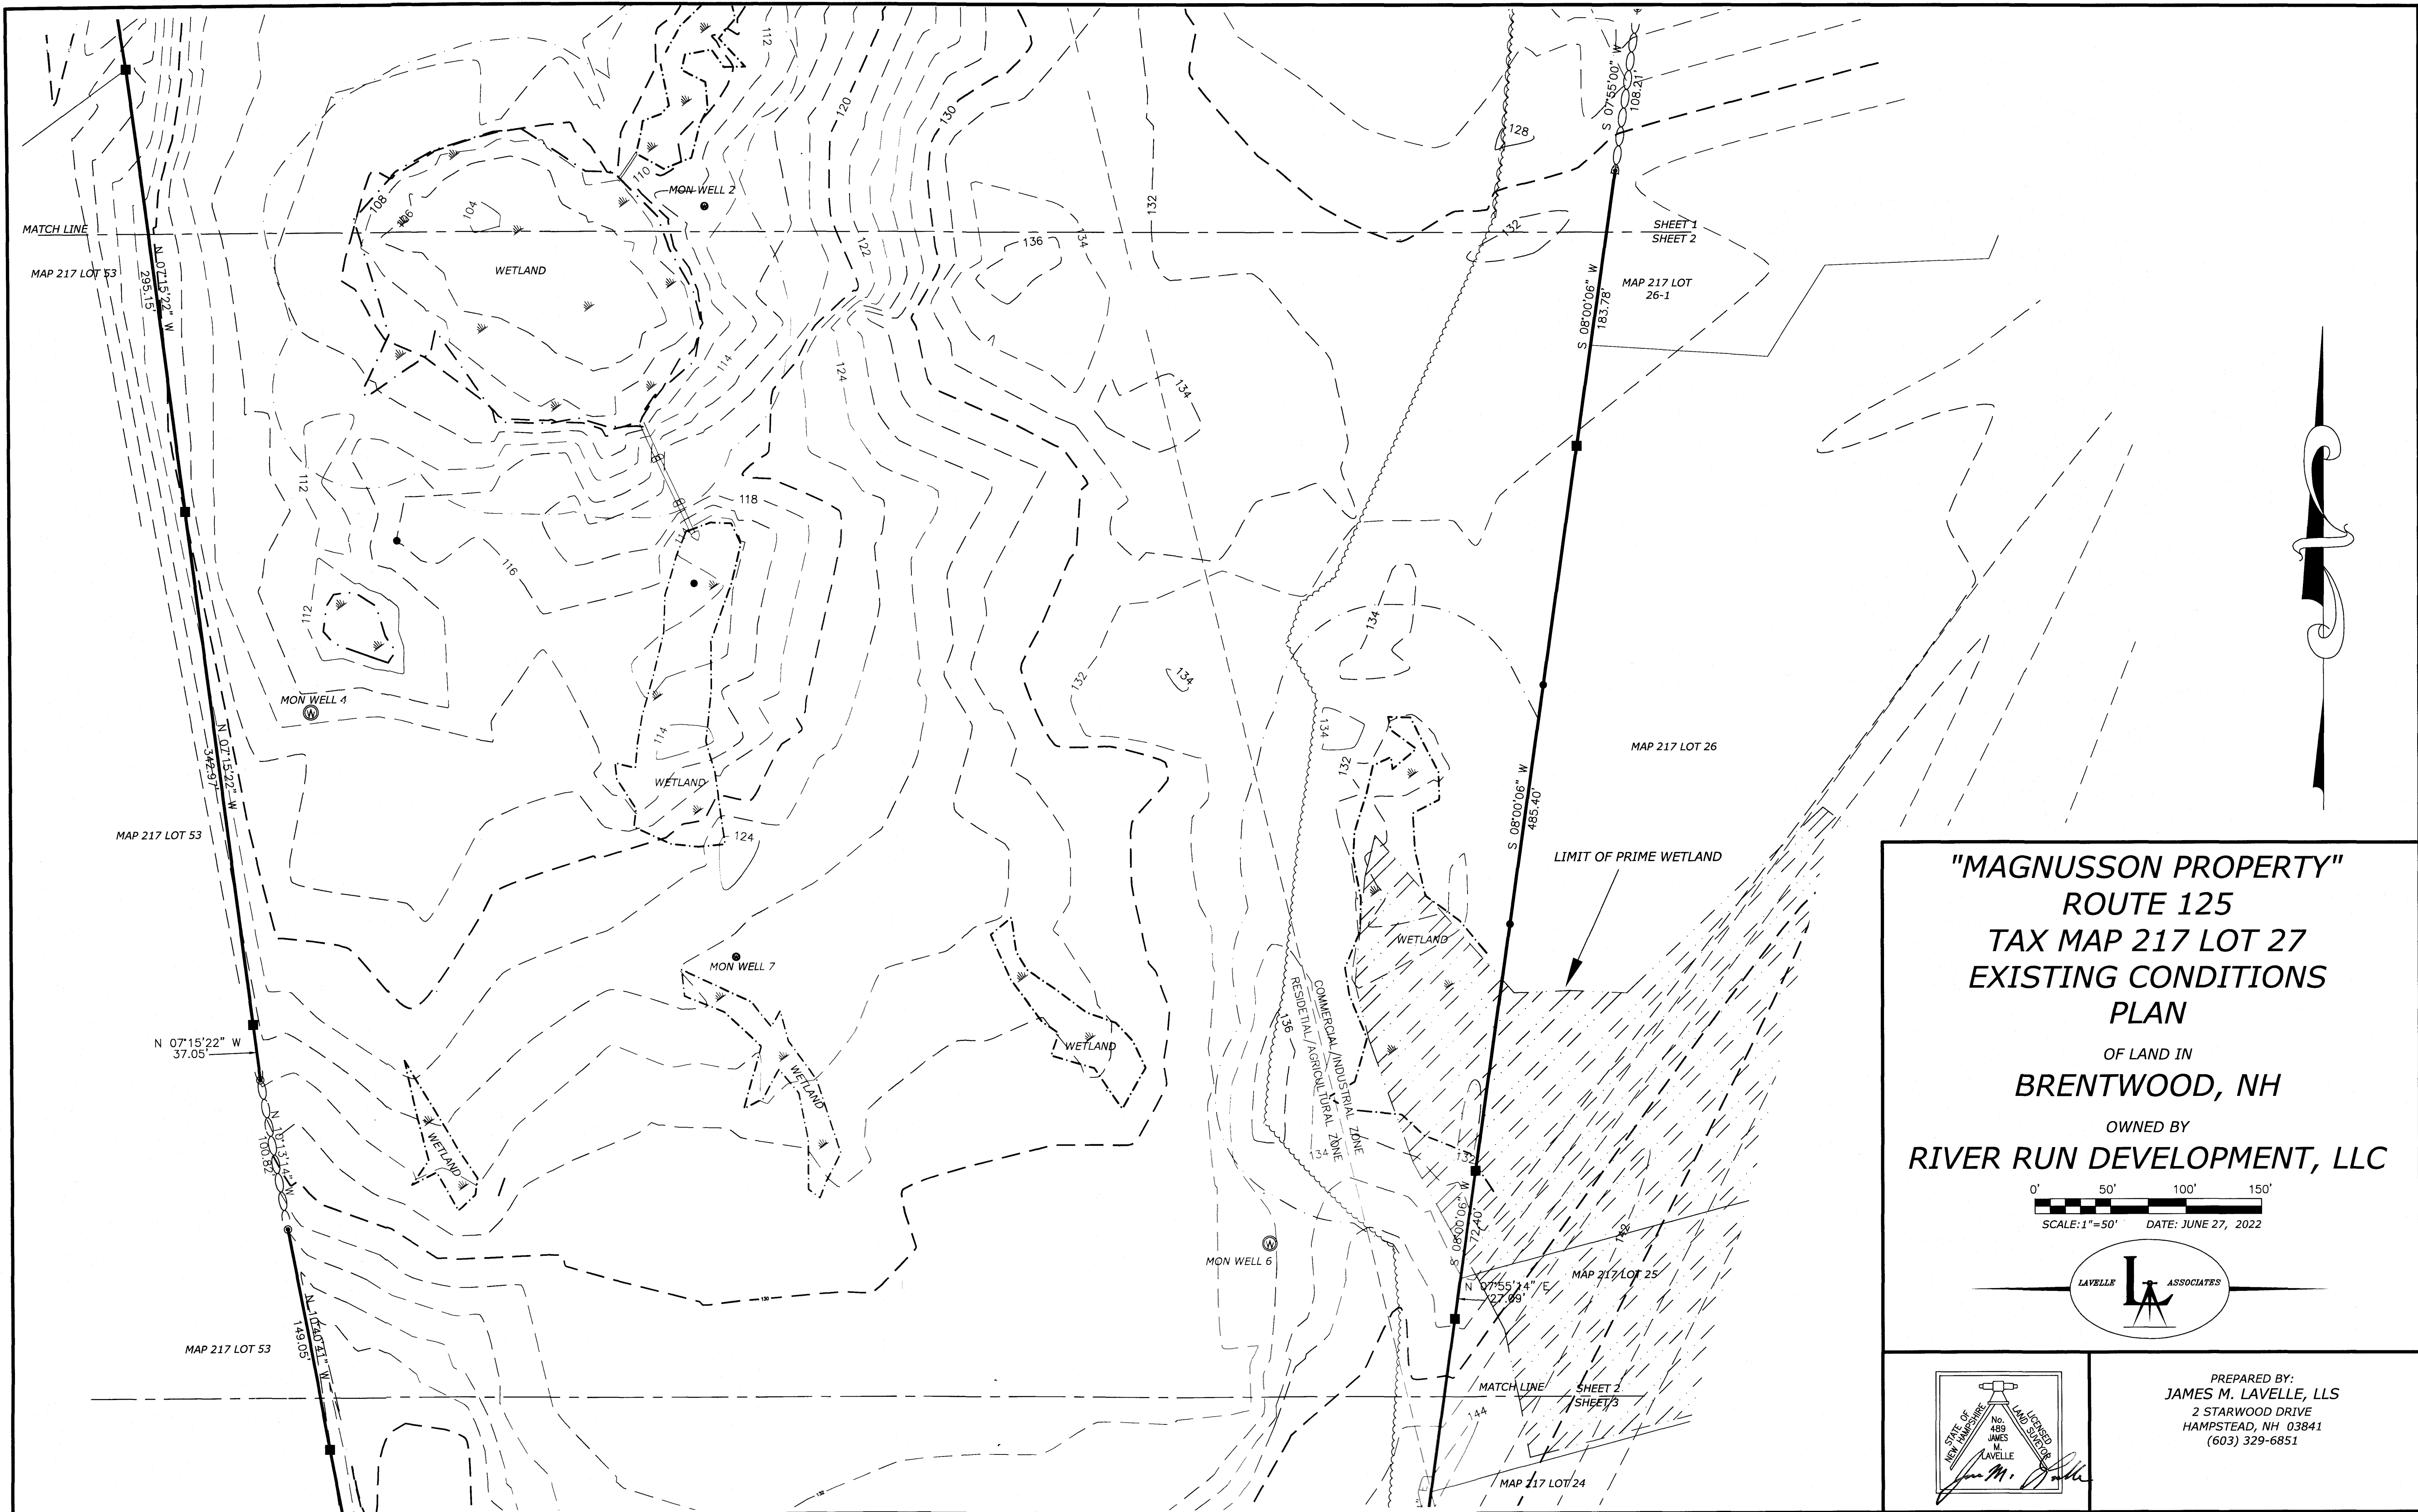 S 07°55'00" W
108.21'
112
120
130
128
MON WELL 2
110
108
106
104
122
132
136
134
132
MATCH LINE
SHEET 1
SHEET 2
MAP 217 LOT 53
N 07°15'22" W
295.15'
WETLAND
S 08°00'06" W
183.78'
MAP 217 LOT
26-1
114
124
134
112
118
116
112
134
132
134
MON WELL 4
N 07°15'22" W
342.97'
114
WETLAND
134
132
MAP 217 LOT 26
S 08°00'06" W
485.40'
MAP 217 LOT 53
124
LIMIT OF PRIME WETLAND
WETLAND
MON WELL 7
COMMERCIAL/INDUSTRIAL ZONE
RESIDETIAL/AGRICULTURAL ZONE
136
134
N 07°15'22" W
37.05'
WETLAND
WETLAND
WETLAND
N 10°13'14" W
100.82'
132
S 08°00'06" W
72.40'
142
MON WELL 6
MAP 217 LOT 25
N 07°55'14" E
27.09'
130
N 10°40'41" W
149.05'
MAP 217 LOT 53
MATCH LINE
SHEET 2
SHEET 3
144
132
MAP 217 LOT 24
"MAGNUSSON PROPERTY"
ROUTE 125
TAX MAP 217 LOT 27
EXISTING CONDITIONS
PLAN
OF LAND IN
BRENTWOOD, NH
OWNED BY
RIVER RUN DEVELOPMENT, LLC
0' 50' 100' 150'
SCALE:1"=50' DATE: JUNE 27, 2022
LAVELLE LA ASSOCIATES
STATE OF
NEW HAMPSHIRE
LICENSED
LAND SUVEYOR
No.
489
JAMES
M.
LAVELLE
PREPARED BY:
JAMES M. LAVELLE, LLS
2 STARWOOD DRIVE
HAMPSTEAD, NH 03841
(603) 329-6851